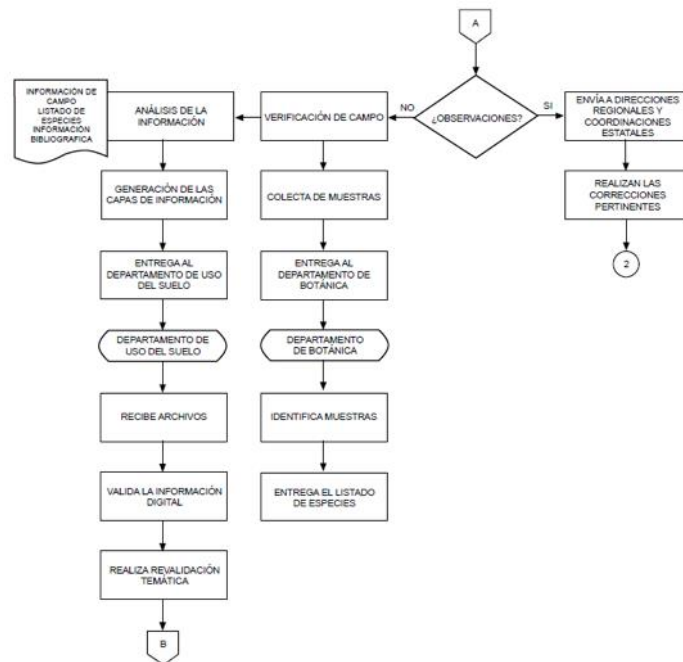 A
¿OBSERVACIONES?
NO
SI
INFORMACIÓN DE
CAMPO
LISTADO DE
ESPECIES
INFORMACIÓN
BIBLIOGRAFICA
ANÁLISIS DE LA
INFORMACIÓN
VERIFICACIÓN DE CAMPO
ENVÍA A DIRECCIONES
REGIONALES Y
COORDINACIONES
ESTATALES
GENERACIÓN DE LAS
CAPAS DE INFORMACIÓN
COLECTA DE MUESTRAS
REALIZAN LAS
CORRECCIONES
PERTINENTES
ENTREGA AL
DEPARTAMENTO DE USO
DEL SUELO
ENTREGA AL
DEPARTAMENTO DE
BOTÁNICA
2
DEPARTAMENTO DE
USO DEL SUELO
DEPARTAMENTO
DE BOTÁNICA
RECIBE ARCHIVOS
IDENTIFICA MUESTRAS
VALIDA LA INFORMACIÓN
DIGITAL
ENTREGA EL LISTADO
DE ESPECIES
REALIZA REVALIDACIÓN
TEMÁTICA
B